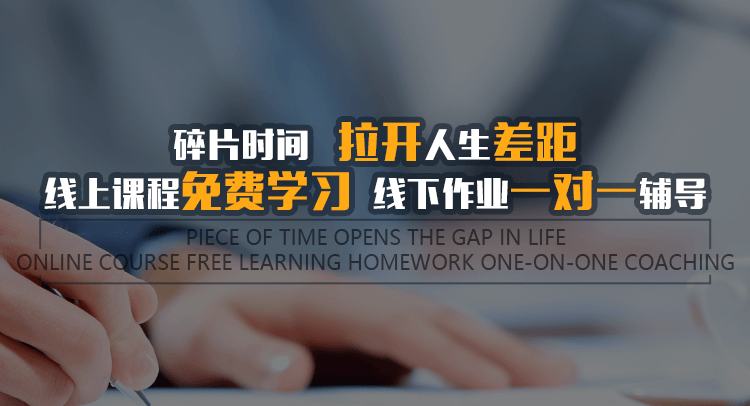 碎片时间 拉开人生差距
线上课程免费学习 线下作业一对一辅导
PIECE OF TIME OPENS THE GAP IN LIFE
ONLINE COURSE FREE LEARNING HOMEWORK ONE-ON-ONE COACHING